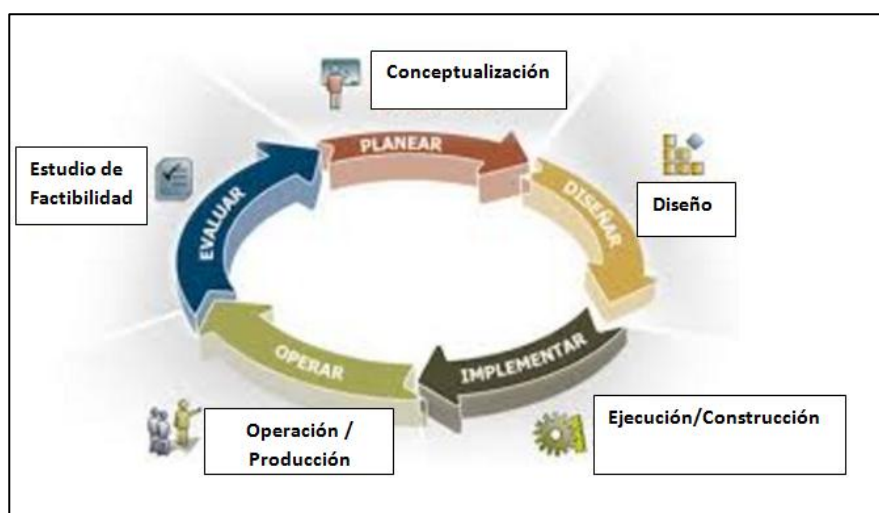 Conceptualización
PLANEAR
Estudio de
Factibilidad
EVALUAR
DISEÑAR
Diseño
OPERAR
IMPLEMENTAR
Operación /
Producción
Ejecución/Construcción